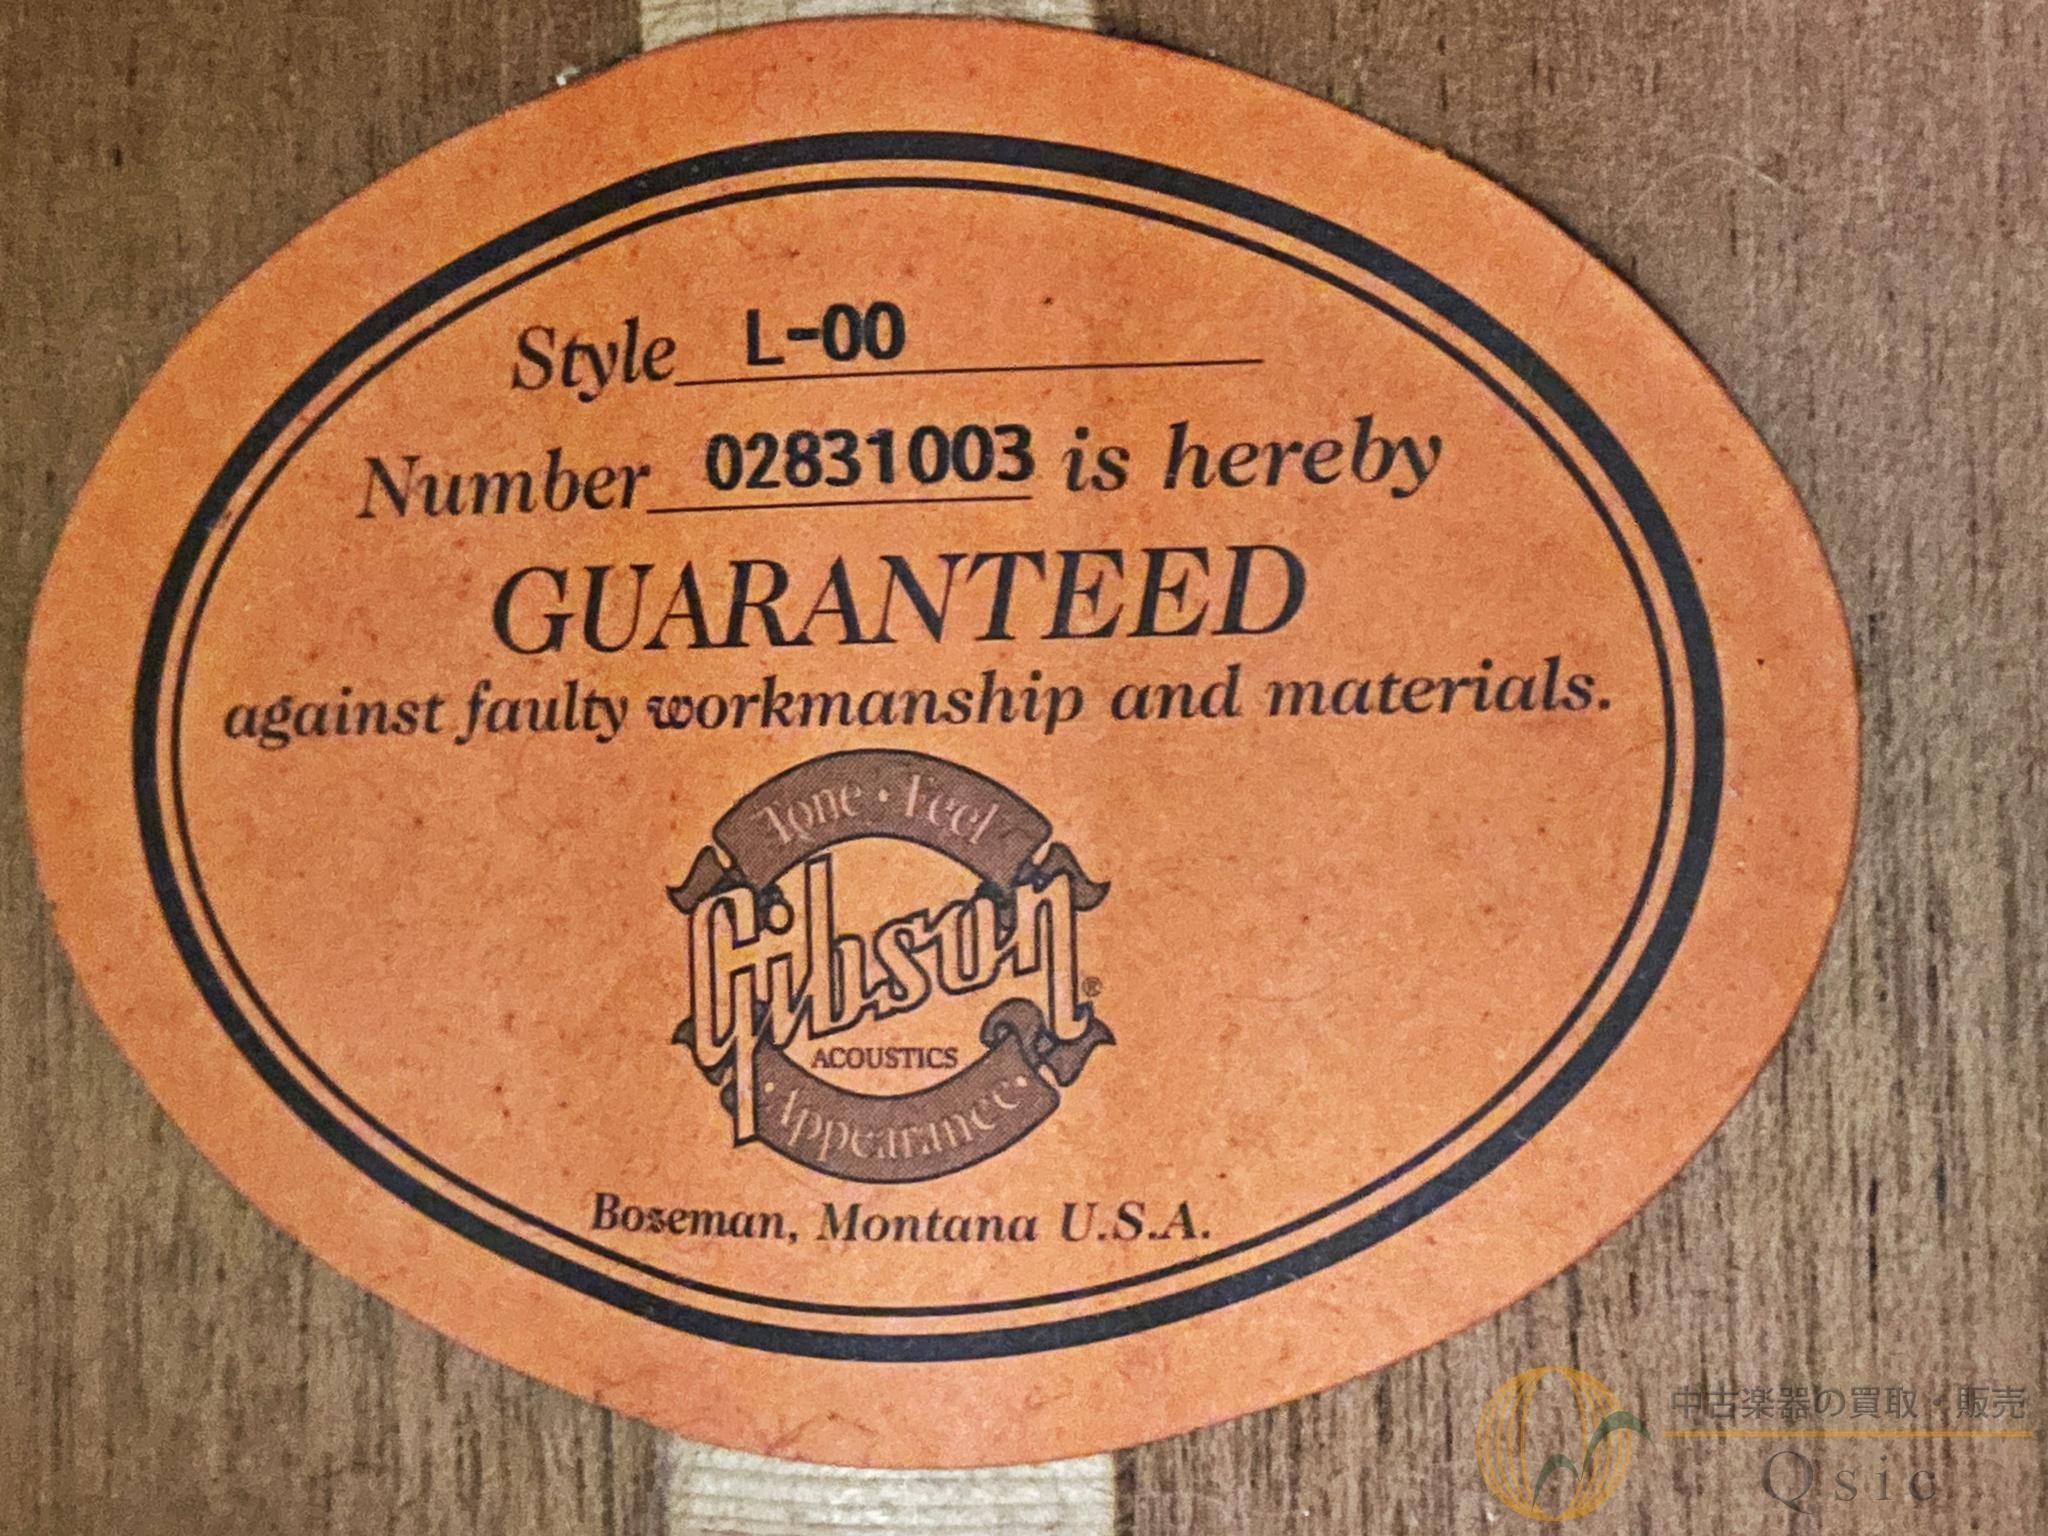 Style L-00
Number 02831003 is hereby
GUARANTEED
against faulty workmanship and materials.
Tone · Feel
Gibson ®
ACOUSTICS
· Appearance ·
Bozeman, Montana U.S.A.
中古楽器の買取・販売
Qsic